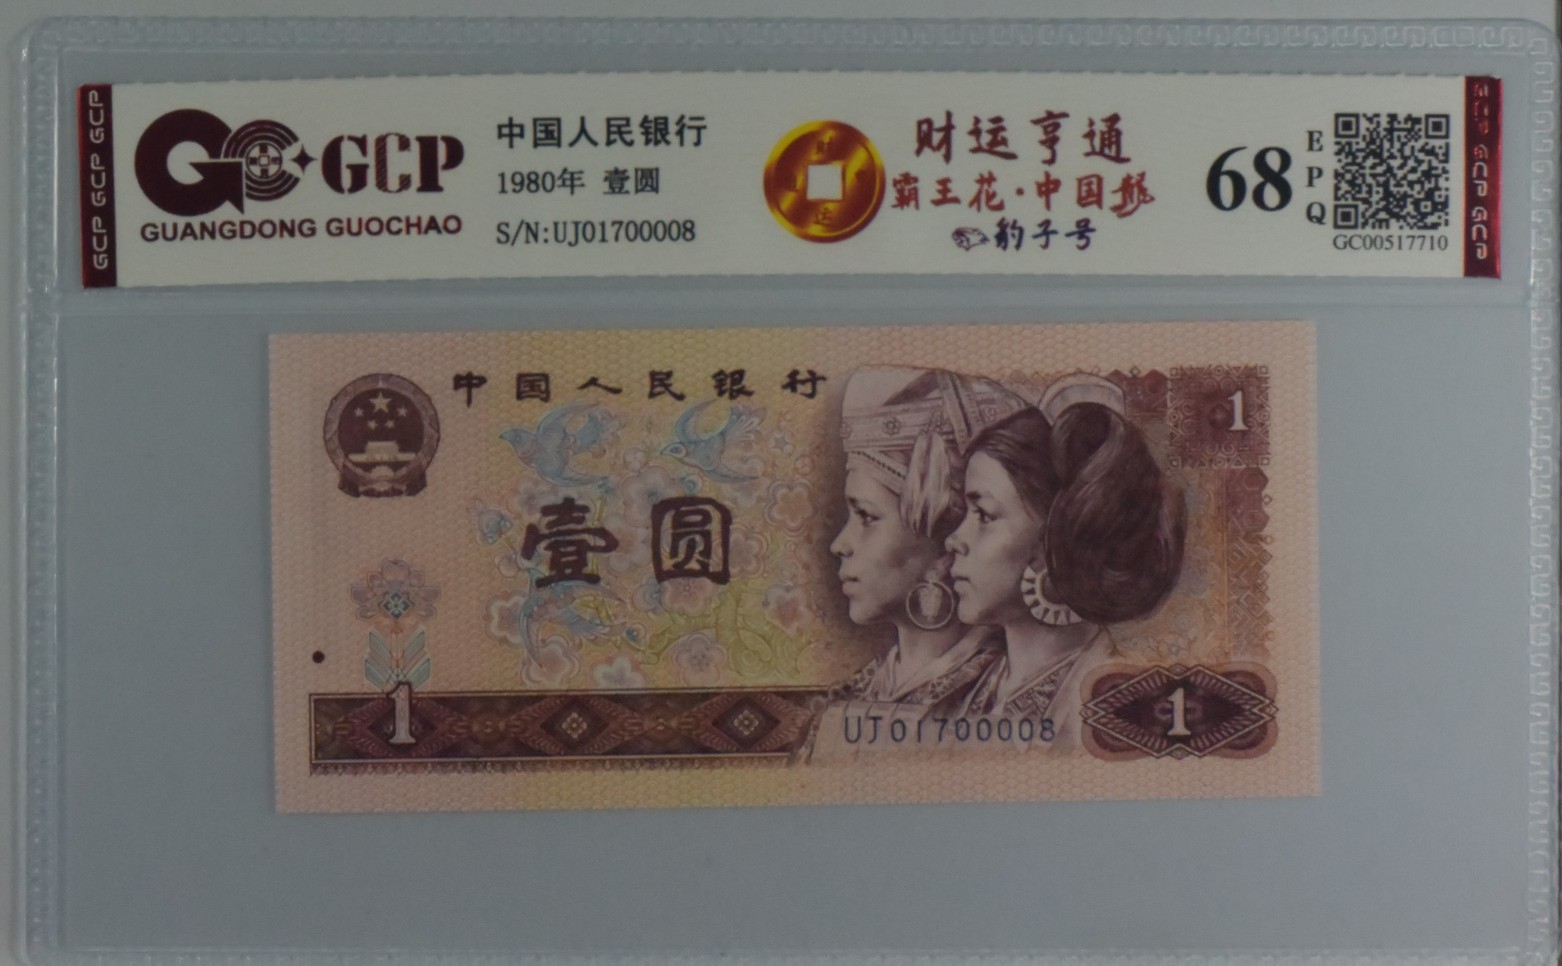 GCP GCP GCP
GCP
GUANGDONG GUOCHAO
中国人民银行
1980年 壹圆
S/N:UJ01700008
财运亨通
霸王花·中国龍
豹子号
68
EPQ
GC00517710
GCP GCP GCP
中国人民银行
1
壹圆
1
UJ01700008
1